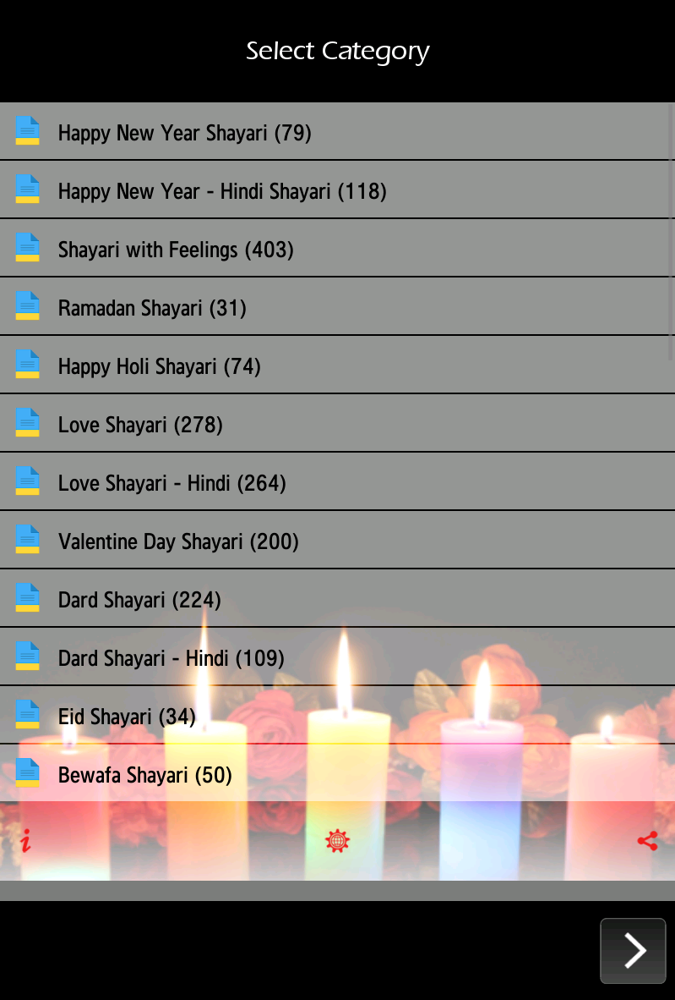 Select Category
Happy New Year Shayari (79)
Happy New Year - Hindi Shayari (118)
Shayari with Feelings (403)
Ramadan Shayari (31)
Happy Holi Shayari (74)
Love Shayari (278)
Love Shayari - Hindi (264)
Valentine Day Shayari (200)
Dard Shayari (224)
Dard Shayari - Hindi (109)
Eid Shayari (34)
Bewafa Shayari (50)